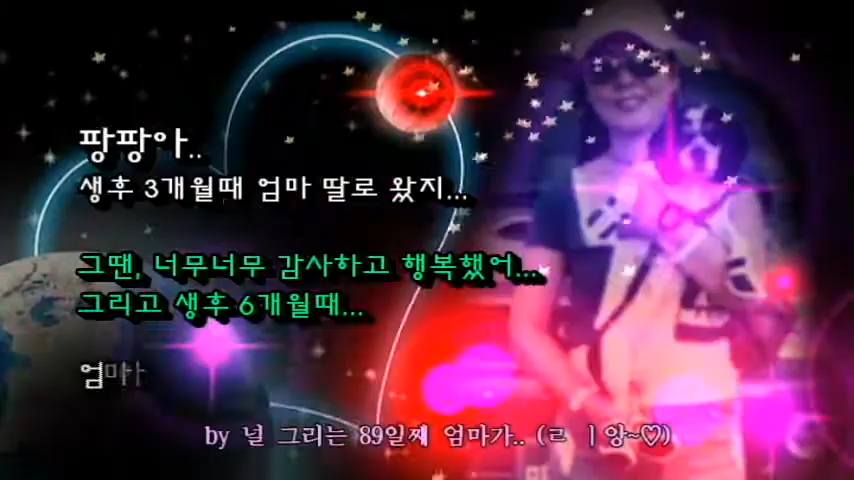 팡팡아..
생후 3개월때 엄마 딸로 왔지...
그땐, 너무너무 감사하고 행복했어...
그리고 생후 6개월때...
엄마
by 널 그리는 89일째 엄마가.. (ㄹ ㅣ앙~♡)